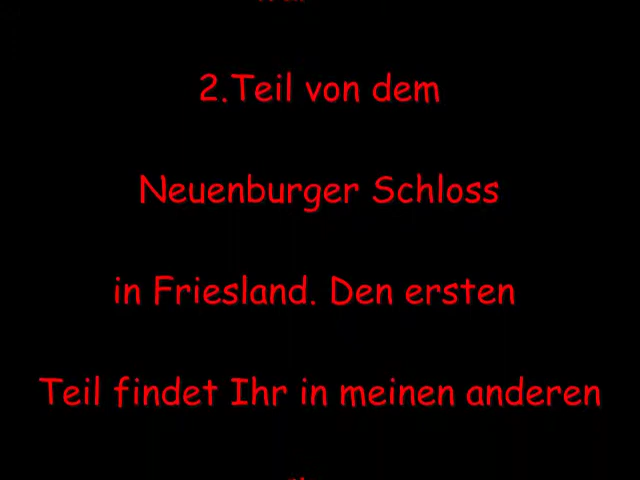 2.Teil von dem
Neuenburger Schloss
in Friesland. Den ersten
Teil findet Ihr in meinen anderen